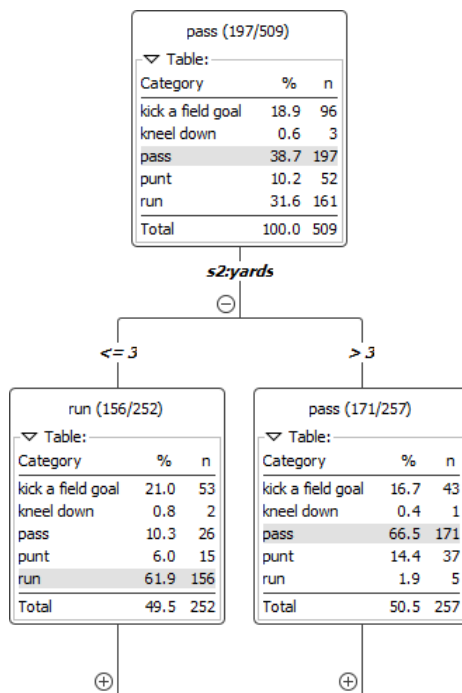 pass (197/509)
Table:
Category % n
kick a field goal 18.9 96
kneel down 0.6 3
pass 38.7 197
punt 10.2 52
run 31.6 161
Total 100.0 509
s2:yards
<= 3
> 3
run (156/252)
Table:
Category % n
kick a field goal 21.0 53
kneel down 0.8 2
pass 10.3 26
punt 6.0 15
run 61.9 156
Total 49.5 252
pass (171/257)
Table:
Category % n
kick a field goal 16.7 43
kneel down 0.4 1
pass 66.5 171
punt 14.4 37
run 1.9 5
Total 50.5 257